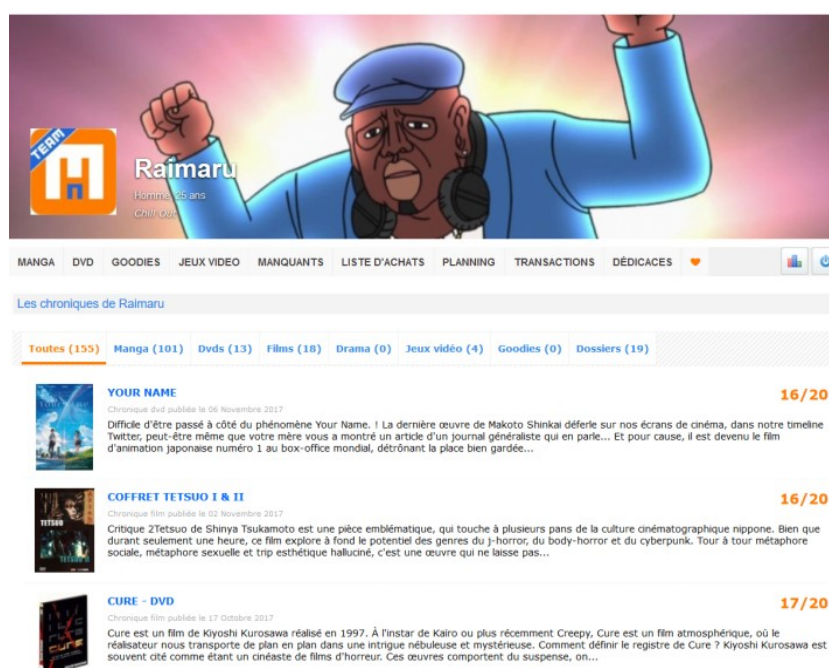 TEAM
Mn
Raimaru
Homme, 25 ans
Chill Out
MANGA DVD GOODIES JEUX VIDEO MANQUANTS LISTE D'ACHATS PLANNING TRANSACTIONS DÉDICACES
Les chroniques de Raimaru
Toutes (155) Manga (101) Dvds (13) Films (18) Drama (0) Jeux vidéo (4) Goodies (0) Dossiers (19)
YOUR NAME 16/20
Chronique dvd publiée le 06 Novembre 2017
Difficile d'être passé à côté du phénomène Your Name. ! La dernière œuvre de Makoto Shinkai déferle sur nos écrans de cinéma, dans notre timeline
Twitter, peut-être même que votre mère vous a montré un article d'un journal généraliste qui en parle... Et pour cause, il est devenu le film
d'animation japonaise numéro 1 au box-office mondial, détrônant la place bien gardée...
COFFRET TETSUO I & II 16/20
Chronique film publiée le 02 Novembre 2017
Critique 2Tetsuo de Shinya Tsukamoto est une pièce emblématique, qui touche à plusieurs pans de la culture cinématographique nippone. Bien que
durant seulement une heure, ce film explore à fond le potentiel des genres du j-horror, du body-horror et du cyberpunk. Tour à tour métaphore
sociale, métaphore sexuelle et trip esthétique halluciné, c'est une œuvre qui ne laisse pas...
TETSUO
TETSUO II
CURE - DVD 17/20
Chronique film publiée le 17 Octobre 2017
Cure est un film de Kiyoshi Kurosawa réalisé en 1997. À l'instar de Kairo ou plus récemment Creepy, Cure est un film atmosphérique, où le
réalisateur nous transporte de plan en plan dans une intrigue nébuleuse et mystérieuse. Comment définir le registre de Cure ? Kiyoshi Kurosawa est
souvent cité comme étant un cinéaste de films d'horreur. Ces œuvres comportent du suspense, on...
CURE